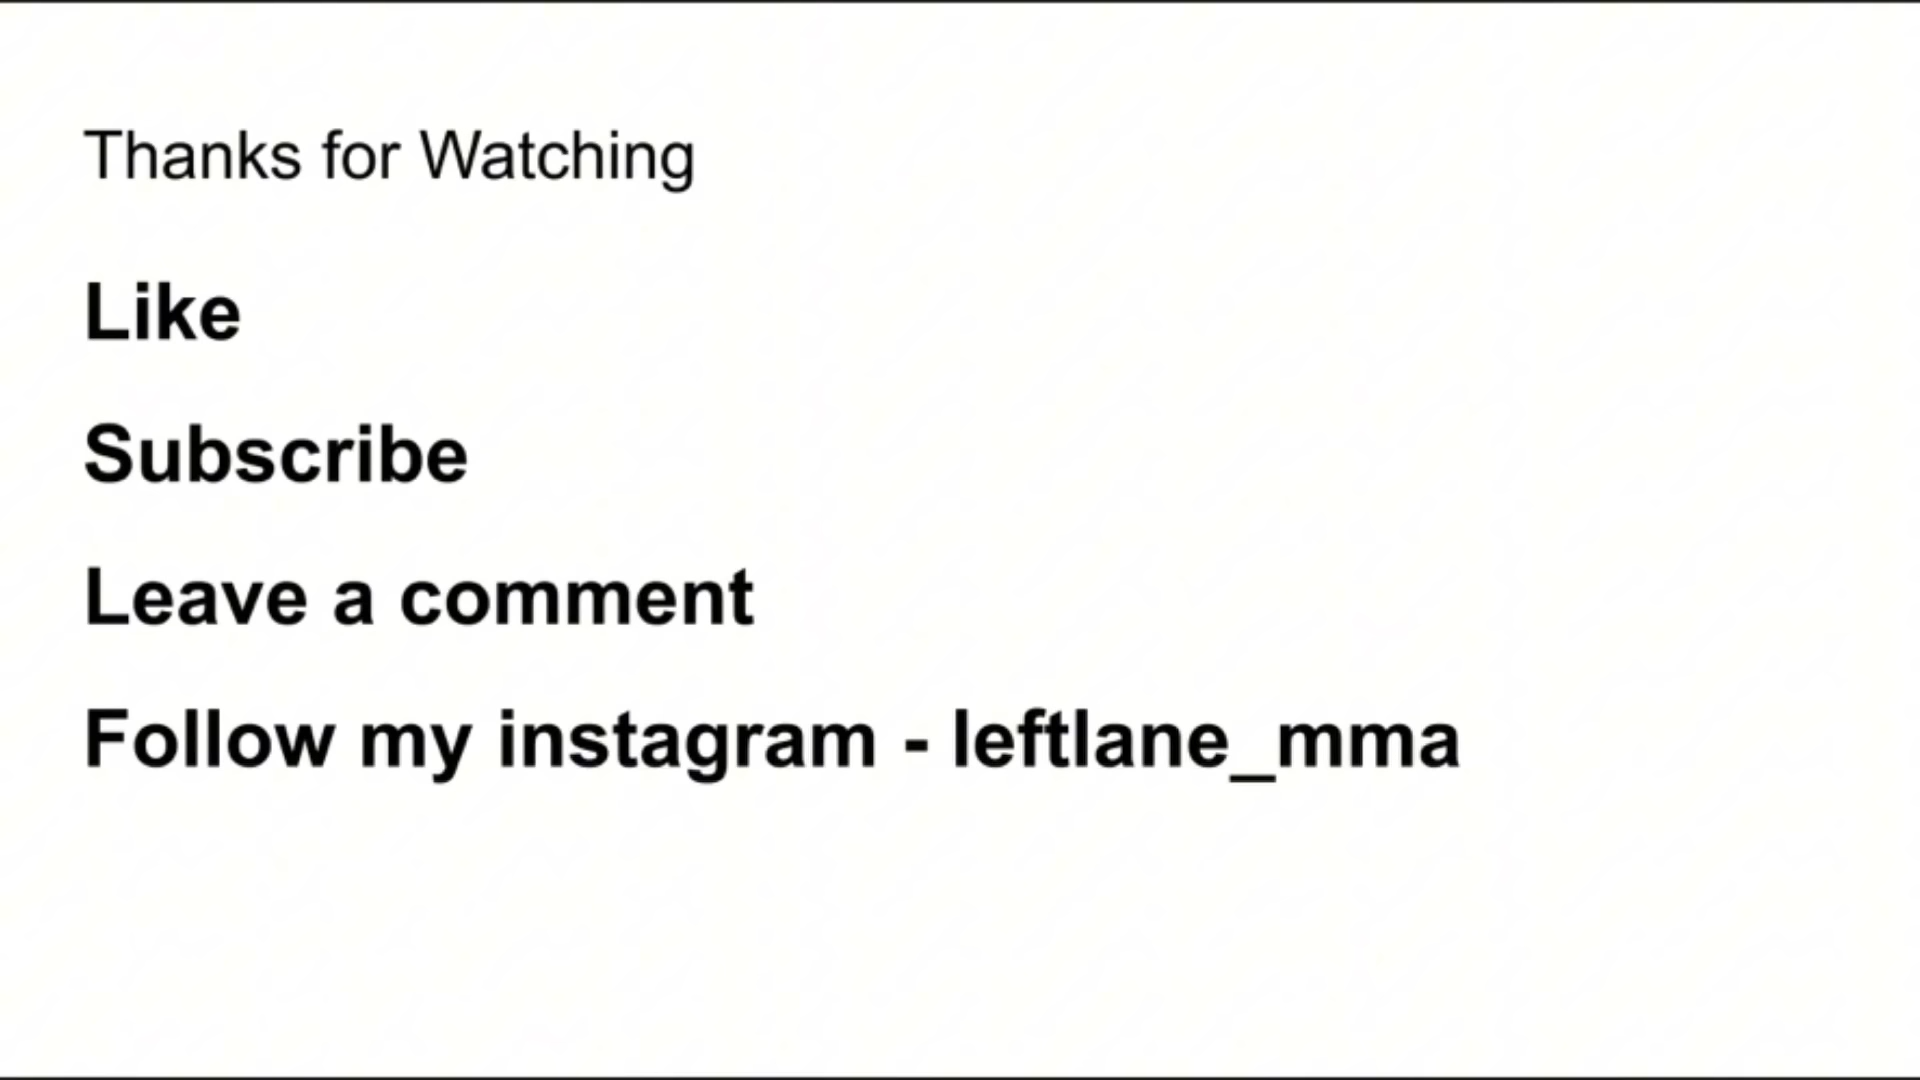 Thanks for Watching
Like
Subscribe
Leave a comment
Follow my instagram - leftlane_mma